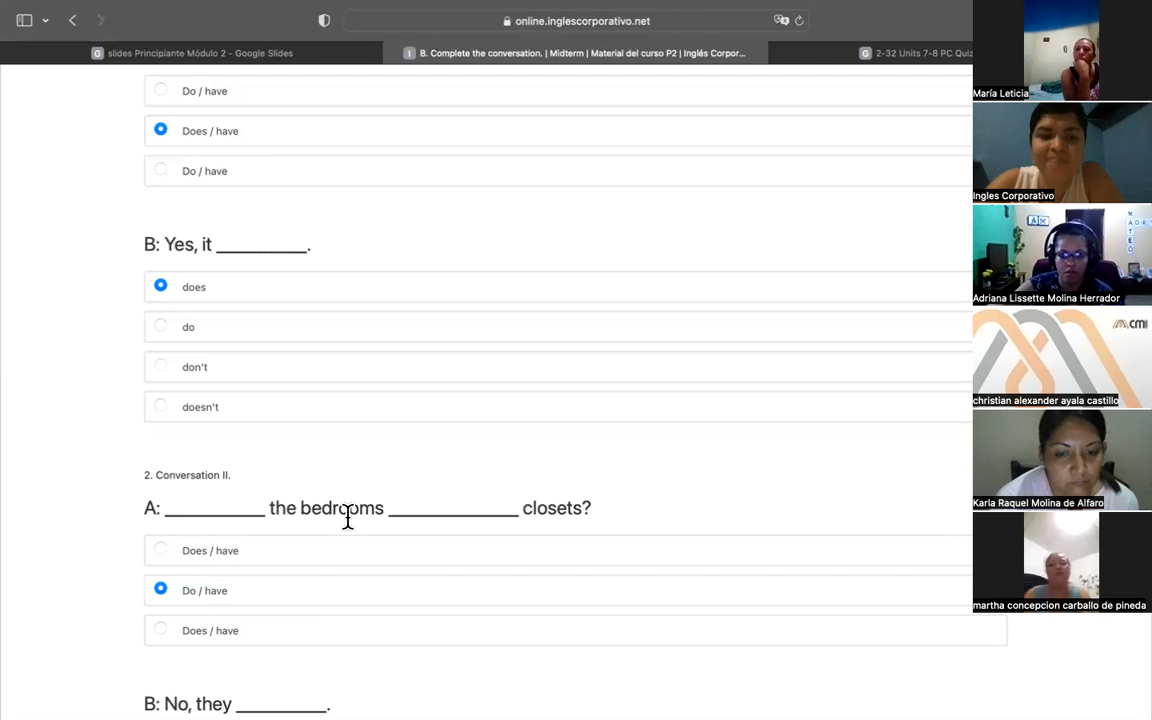 online.inglescorporativo.net
slides Principiante Módulo 2 - Google Slides
B. Complete the conversation. | Midterm | Material del curso P2 | Inglés Corpor...
2-32 Units 7-8 PC Quiz
Do / have
Does / have
Do / have
B: Yes, it __________.
does
do
don't
doesn't
2. Conversation II.
A: ___________ the bedrooms ______________ closets?
Does / have
Do / have
Does / have
B: No, they __________.
María Leticia
Ingles Corporativo
Adriana Lissette Molina Herrador
cmi
christian alexander ayala castillo
Karla Raquel Molina de Alfaro
martha concepcion carballo de pineda